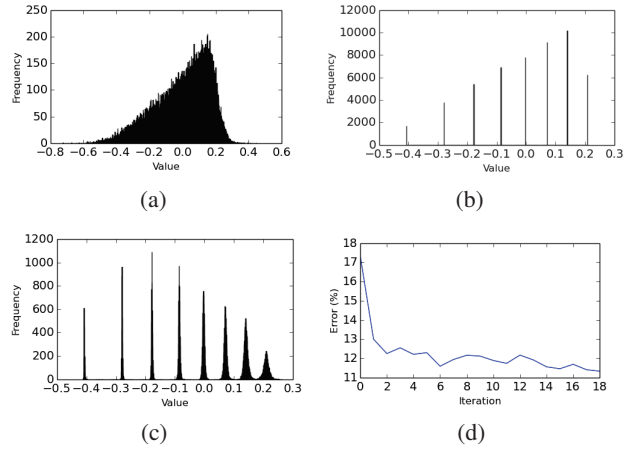 250
200
150
100
50
0
Frequency
−0.8 −0.6 −0.4 −0.2 0.0 0.2 0.4 0.6
Value
(a)
12000
10000
8000
6000
4000
2000
0
Frequency
−0.5 −0.4 −0.3 −0.2 −0.1 0.0 0.1 0.2 0.3
Value
(b)
1200
1000
800
600
400
200
0
Frequency
−0.5 −0.4 −0.3 −0.2 −0.1 0.0 0.1 0.2 0.3
Value
(c)
18
17
16
15
14
13
12
11
Error (%)
0 2 4 6 8 10 12 14 16 18
Iteration
(d)